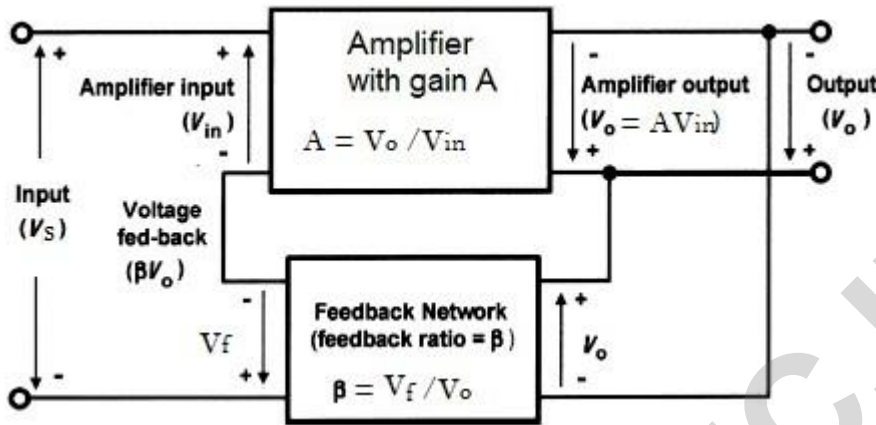 Amplifier
with gain A
A = Vo /Vin
+
+
-
-
Amplifier input
(Vin)
Amplifier output
(Vo = AVin)
Output
(Vo)
-
+
+
Input
(VS)
Voltage
fed-back
(βVo)
-
Vf
+
-
Feedback Network
(feedback ratio = β )
β = Vf /Vo
+
Vo
-